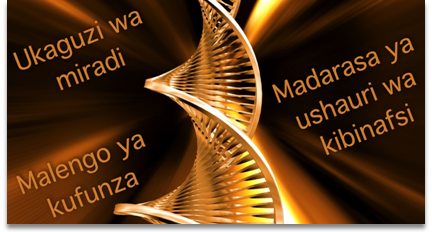 Ukaguzi wa
miradi
Madarasa ya
ushauri wa
kibinafsi
Malengo ya
kufunza